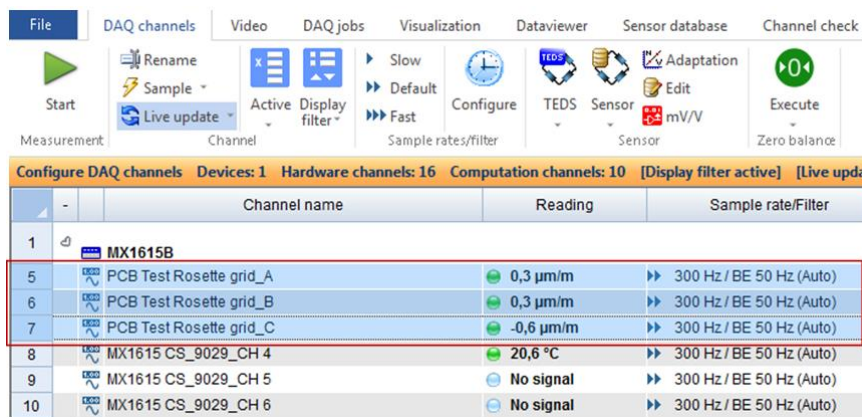 File DAQ channels Video DAQ jobs Visualization Dataviewer Sensor database Channel check
Rename Slow Adaptation
Sample Default Edit
Live update Fast mV/V
Start Active Display filter Configure TEDS Sensor Execute
Measurement Channel Sample rates/filter Sensor Zero balance
Configure DAQ channels Devices: 1 Hardware channels: 16 Computation channels: 10 [Display filter active] [Live upda
- Channel name Reading Sample rate/Filter
1 MX1615B
5 PCB Test Rosette grid_A 0,3 µm/m 300 Hz / BE 50 Hz (Auto)
6 PCB Test Rosette grid_B 0,3 µm/m 300 Hz / BE 50 Hz (Auto)
7 PCB Test Rosette grid_C -0,6 µm/m 300 Hz / BE 50 Hz (Auto)
8 MX1615 CS_9029_CH 4 20,6 °C 300 Hz / BE 50 Hz (Auto)
9 MX1615 CS_9029_CH 5 No signal 300 Hz / BE 50 Hz (Auto)
10 MX1615 CS_9029_CH 6 No signal 300 Hz / BE 50 Hz (Auto)